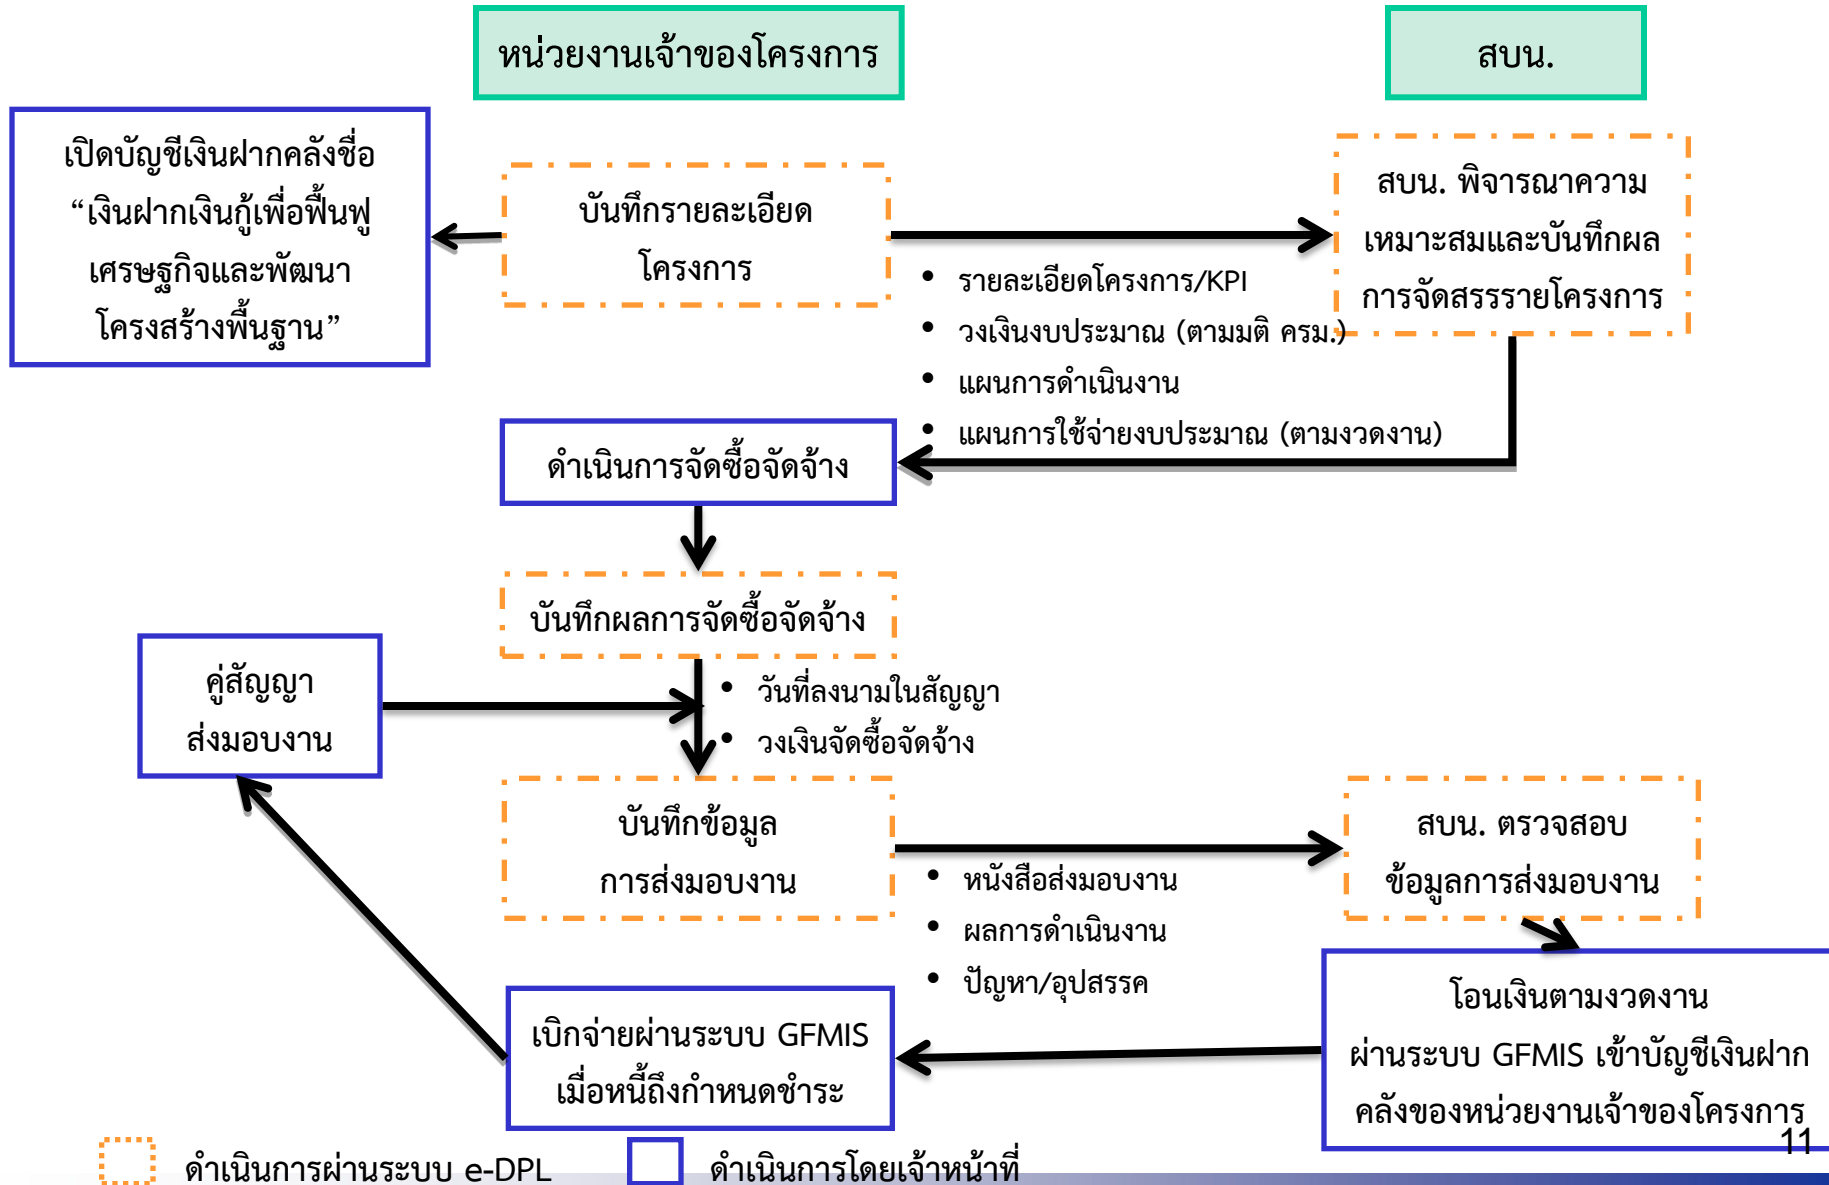 หน่วยงานเจ้าของโครงการ
สบน.
เปิดบัญชีเงินฝากคลังชื่อ
“เงินฝากเงินกู้เพื่อฟื้นฟู
เศรษฐกิจและพัฒนา
โครงสร้างพื้นฐาน”
บันทึกรายละเอียด
โครงการ
สบน. พิจารณาความ
เหมาะสมและบันทึกผล
การจัดสรรรายโครงการ
• รายละเอียดโครงการ/KPI
• วงเงินงบประมาณ (ตามมติ ครม.)
• แผนการดำเนินงาน
• แผนการใช้จ่ายงบประมาณ (ตามงวดงาน)
ดำเนินการจัดซื้อจัดจ้าง
บันทึกผลการจัดซื้อจัดจ้าง
คู่สัญญา
ส่งมอบงาน
• วันที่ลงนามในสัญญา
• วงเงินจัดซื้อจัดจ้าง
บันทึกข้อมูล
การส่งมอบงาน
สบน. ตรวจสอบ
ข้อมูลการส่งมอบงาน
• หนังสือส่งมอบงาน
• ผลการดำเนินงาน
• ปัญหา/อุปสรรค
เบิกจ่ายผ่านระบบ GFMIS
เมื่อหนี้ถึงกำหนดชำระ
โอนเงินตามงวดงาน
ผ่านระบบ GFMIS เข้าบัญชีเงินฝาก
คลังของหน่วยงานเจ้าของโครงการ
11
ดำเนินการผ่านระบบ e-DPL
ดำเนินการโดยเจ้าหน้าที่